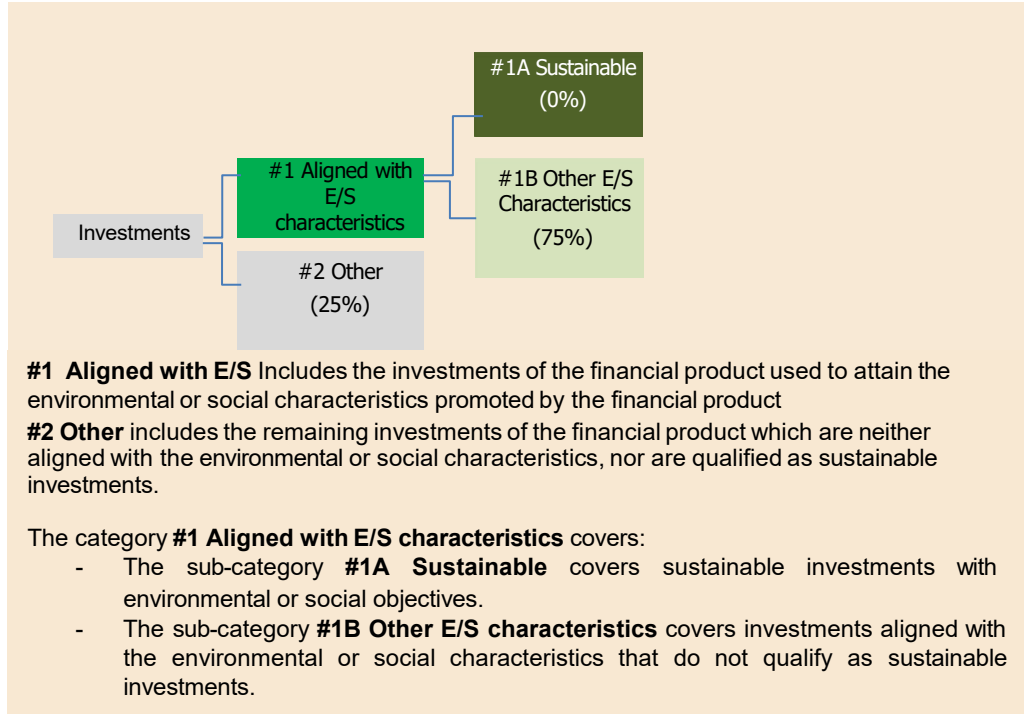 #1A Sustainable
(0%)
#1 Aligned with
E/S
characteristics
#1B Other E/S
Characteristics
(75%)
Investments
#2 Other
(25%)
#1 Aligned with E/S Includes the investments of the financial product used to attain the
environmental or social characteristics promoted by the financial product
#2 Other includes the remaining investments of the financial product which are neither
aligned with the environmental or social characteristics, nor are qualified as sustainable
investments.
The category #1 Aligned with E/S characteristics covers:
- The sub-category #1A Sustainable covers sustainable investments with
environmental or social objectives.
- The sub-category #1B Other E/S characteristics covers investments aligned with
the environmental or social characteristics that do not qualify as sustainable
investments.